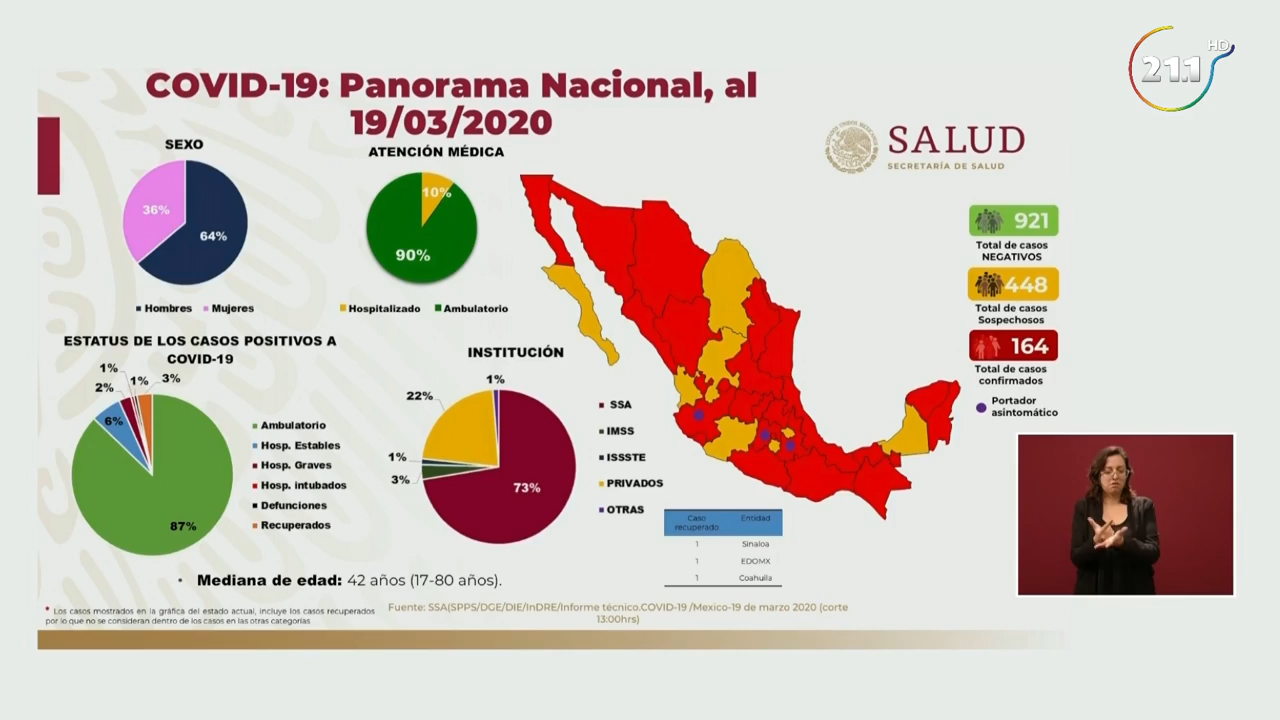 21.1 HD
COVID-19: Panorama Nacional, al
19/03/2020
SALUD
SECRETARÍA DE SALUD
SEXO
36%
64%
Hombres Mujeres
ATENCIÓN MÉDICA
10%
90%
Hospitalizado Ambulatorio
921
Total de casos
NEGATIVOS
448
Total de casos
Sospechosos
164
Total de casos
confirmados
Portador
asintomático
ESTATUS DE LOS CASOS POSITIVOS A
COVID-19
1%
2%
1%
3%
6%
87%
Ambulatorio
Hosp. Estables
Hosp. Graves
Hosp. intubados
Defunciones
Recuperados
INSTITUCIÓN
1%
22%
1%
3%
73%
SSA
IMSS
ISSSTE
PRIVADOS
OTRAS
Caso Entidad
recuperado
1 Sinaloa
1 EDOMX
1 Coahuila
• Mediana de edad: 42 años (17-80 años).
* Los casos mostrados en la gráfica del estado actual, incluye los casos recuperados
por lo que no se consideran dentro de los casos en las otras categorías
Fuente: SSA(SPPS/DGE/DIE/InDRE/Informe técnico.COVID-19 /Mexico-19 de marzo 2020 (corte
13:00hrs)